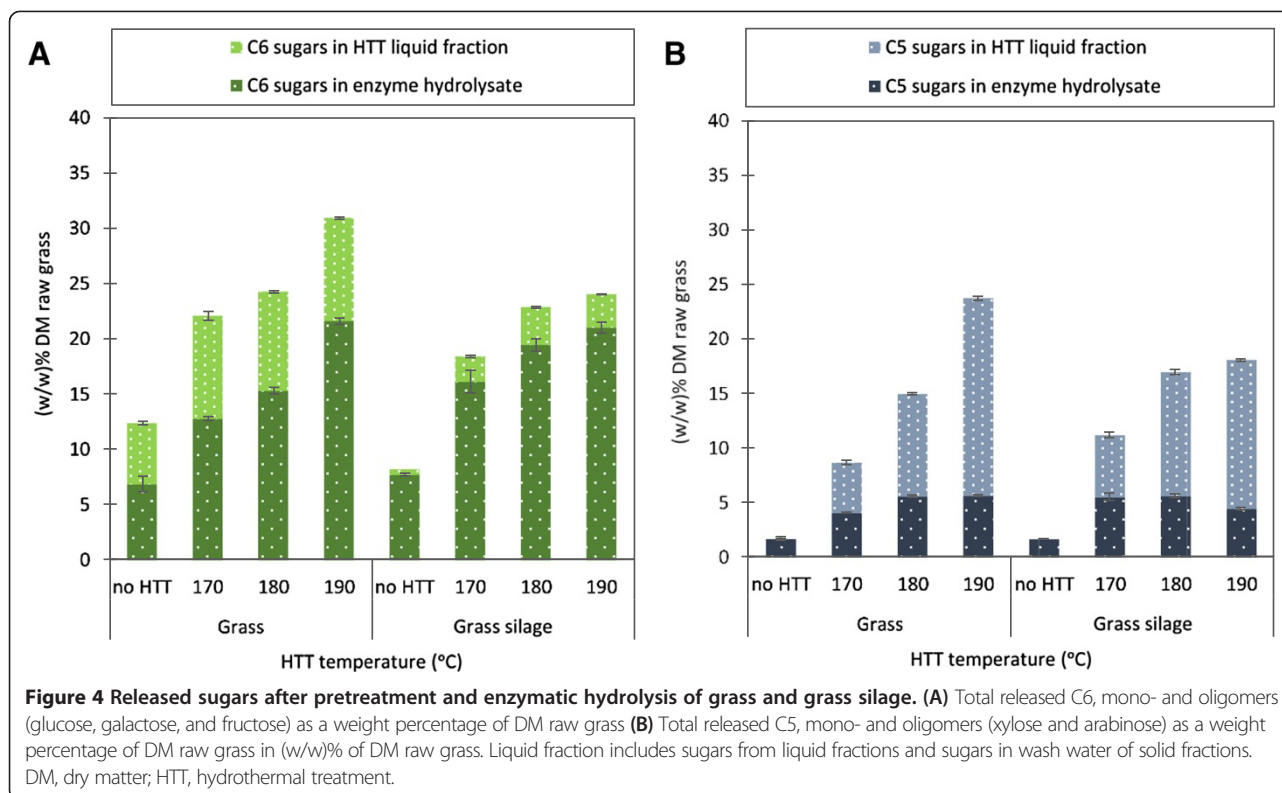 A
C6 sugars in HTT liquid fraction
C6 sugars in enzyme hydrolysate
(w/w)% DM raw grass
40
35
30
25
20
15
10
5
0
no HTT 170 180 190 no HTT 170 180 190
Grass Grass silage
HTT temperature (°C)
B
C5 sugars in HTT liquid fraction
C5 sugars in enzyme hydrolysate
(w/w)% DM raw grass
40
35
30
25
20
15
10
5
0
no HTT 170 180 190 no HTT 170 180 190
Grass Grass silage
HTT temperature (°C)
Figure 4 Released sugars after pretreatment and enzymatic hydrolysis of grass and grass silage. (A) Total released C6, mono- and oligomers
(glucose, galactose, and fructose) as a weight percentage of DM raw grass (B) Total released C5, mono- and oligomers (xylose and arabinose) as a weight
percentage of DM raw grass in (w/w)% of DM raw grass. Liquid fraction includes sugars from liquid fractions and sugars in wash water of solid fractions.
DM, dry matter; HTT, hydrothermal treatment.